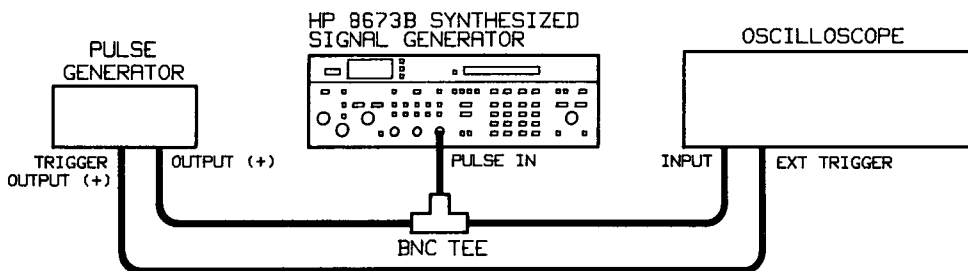 HP 8673B SYNTHESIZED
SIGNAL GENERATOR
PULSE
GENERATOR
OSCILLOSCOPE
TRIGGER
OUTPUT (+)
OUTPUT (+)
PULSE IN
INPUT
EXT TRIGGER
BNC TEE